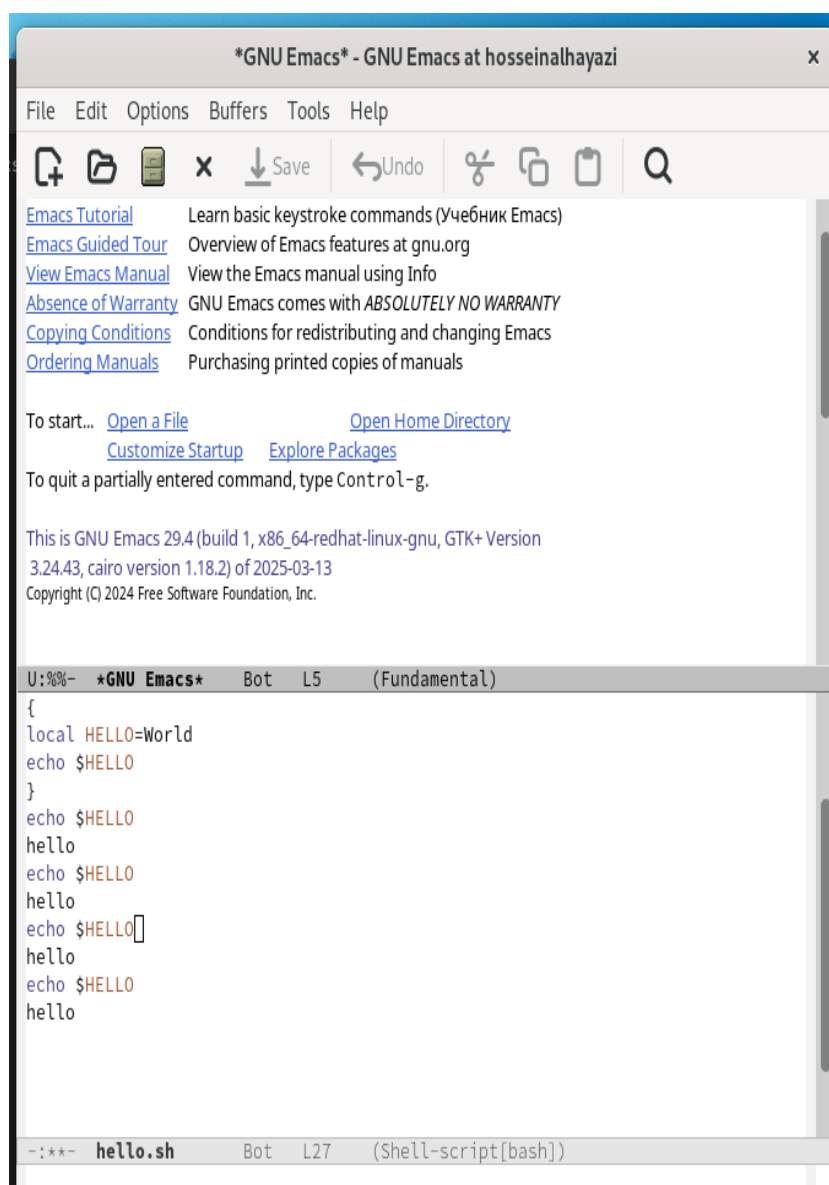 *GNU Emacs* - GNU Emacs at hosseinalhayazi x
File Edit Options Buffers Tools Help
Save Undo
Emacs Tutorial Learn basic keystroke commands (Учебник Emacs)
Emacs Guided Tour Overview of Emacs features at gnu.org
View Emacs Manual View the Emacs manual using Info
Absence of Warranty GNU Emacs comes with ABSOLUTELY NO WARRANTY
Copying Conditions Conditions for redistributing and changing Emacs
Ordering Manuals Purchasing printed copies of manuals
To start... Open a File Open Home Directory
Customize Startup Explore Packages
To quit a partially entered command, type Control-g.
This is GNU Emacs 29.4 (build 1, x86_64-redhat-linux-gnu, GTK+ Version
3.24.43, cairo version 1.18.2) of 2025-03-13
Copyright (C) 2024 Free Software Foundation, Inc.
U:%%- *GNU Emacs* Bot L5 (Fundamental)
{
local HELLO=World
echo $HELLO
}
echo $HELLO
hello
echo $HELLO
hello
echo $HELLO
hello
echo $HELLO
hello
-:**- hello.sh Bot L27 (Shell-script[bash])